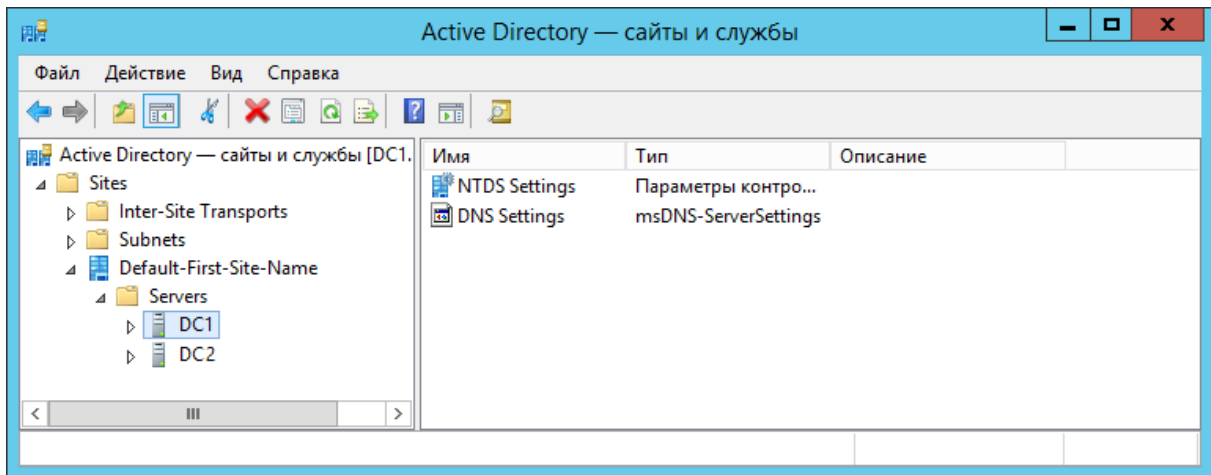 Active Directory — сайты и службы
Файл Действие Вид Справка
Active Directory — сайты и службы [DC1.
Sites
Inter-Site Transports
Subnets
Default-First-Site-Name
Servers
DC1
DC2
Имя Тип Описание
NTDS Settings Параметры контро...
DNS Settings msDNS-ServerSettings